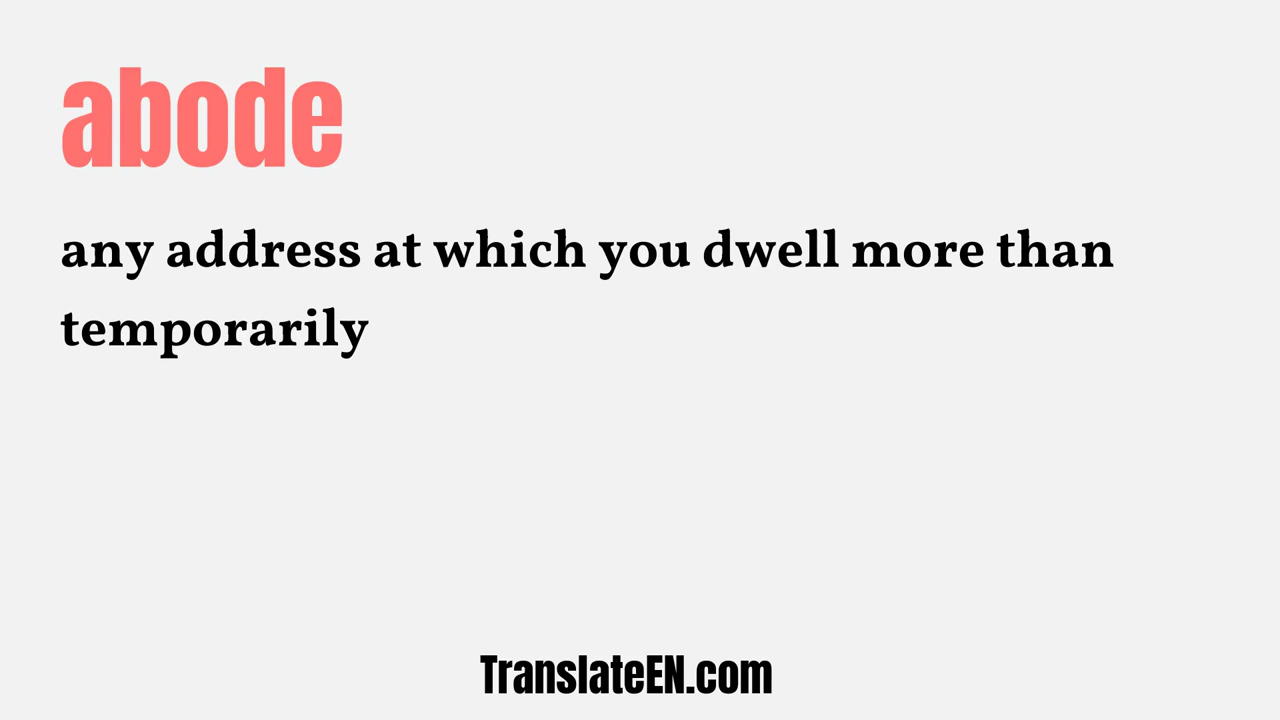 abode
any address at which you dwell more than
temporarily
TranslateEN.com